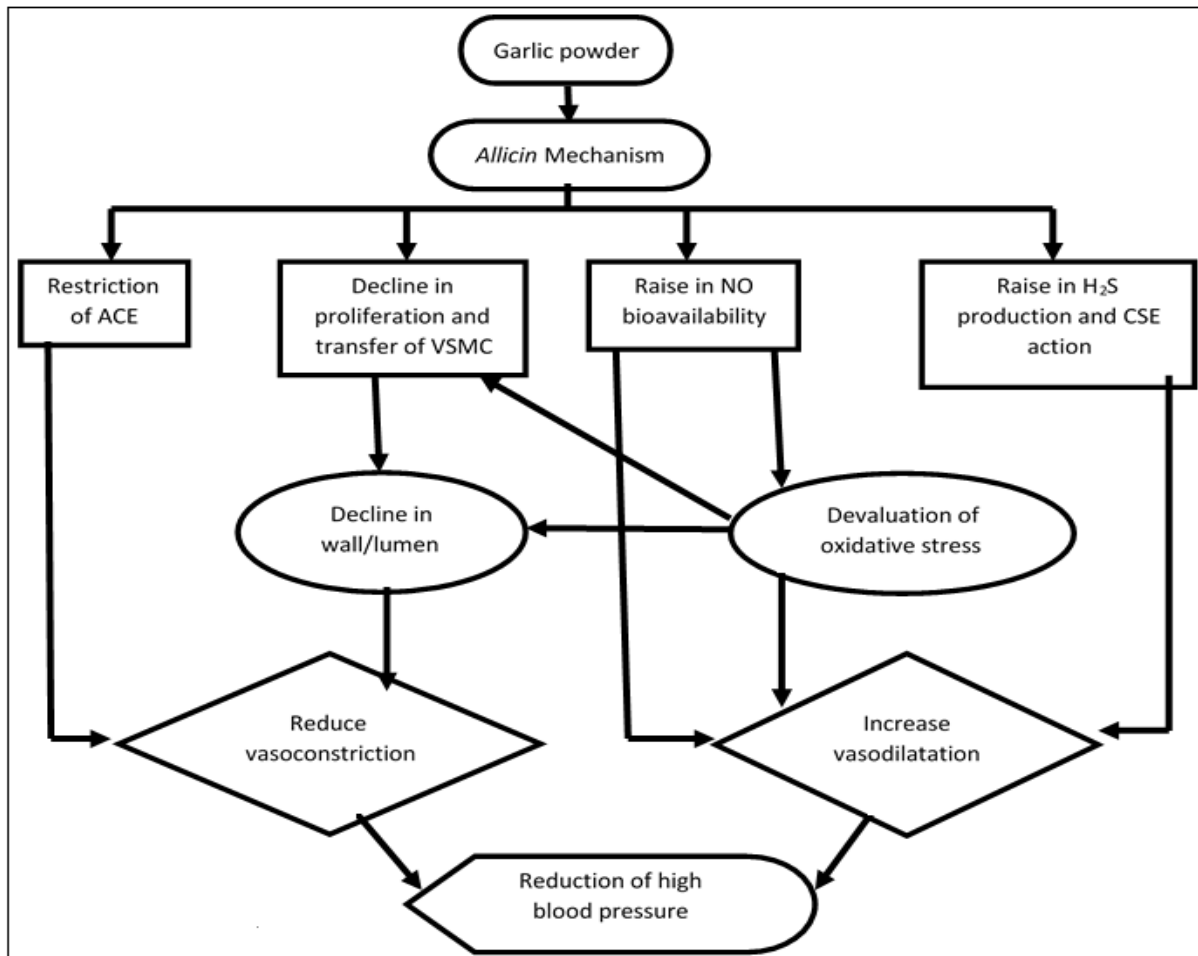 Garlic powder
Allicin Mechanism
Restriction
of ACE
Decline in
proliferation and
transfer of VSMC
Raise in NO
bioavailability
Raise in H₂S
production and CSE
action
Decline in
wall/lumen
Devaluation of
oxidative stress
Reduce
vasoconstriction
Increase
vasodilatation
Reduction of high
blood pressure